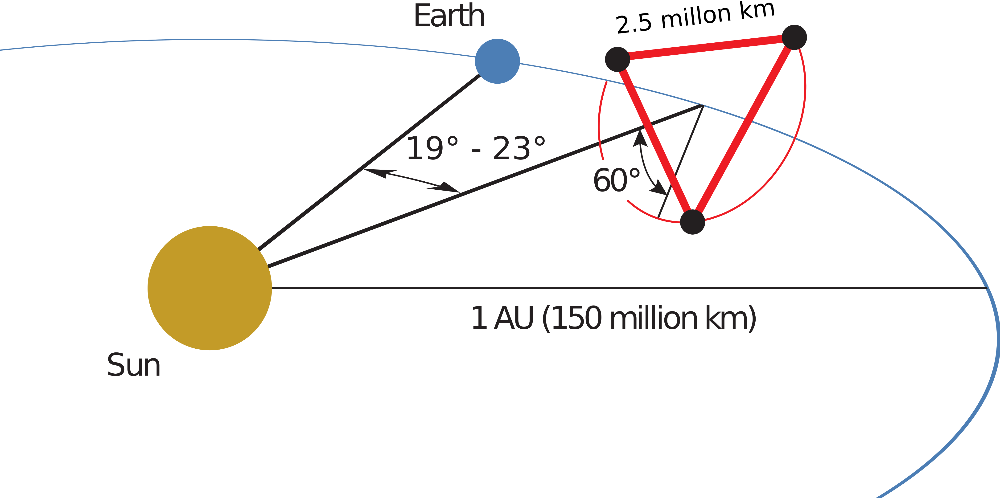 Earth
2.5 millon km
19° - 23°
60°
1 AU (150 million km)
Sun